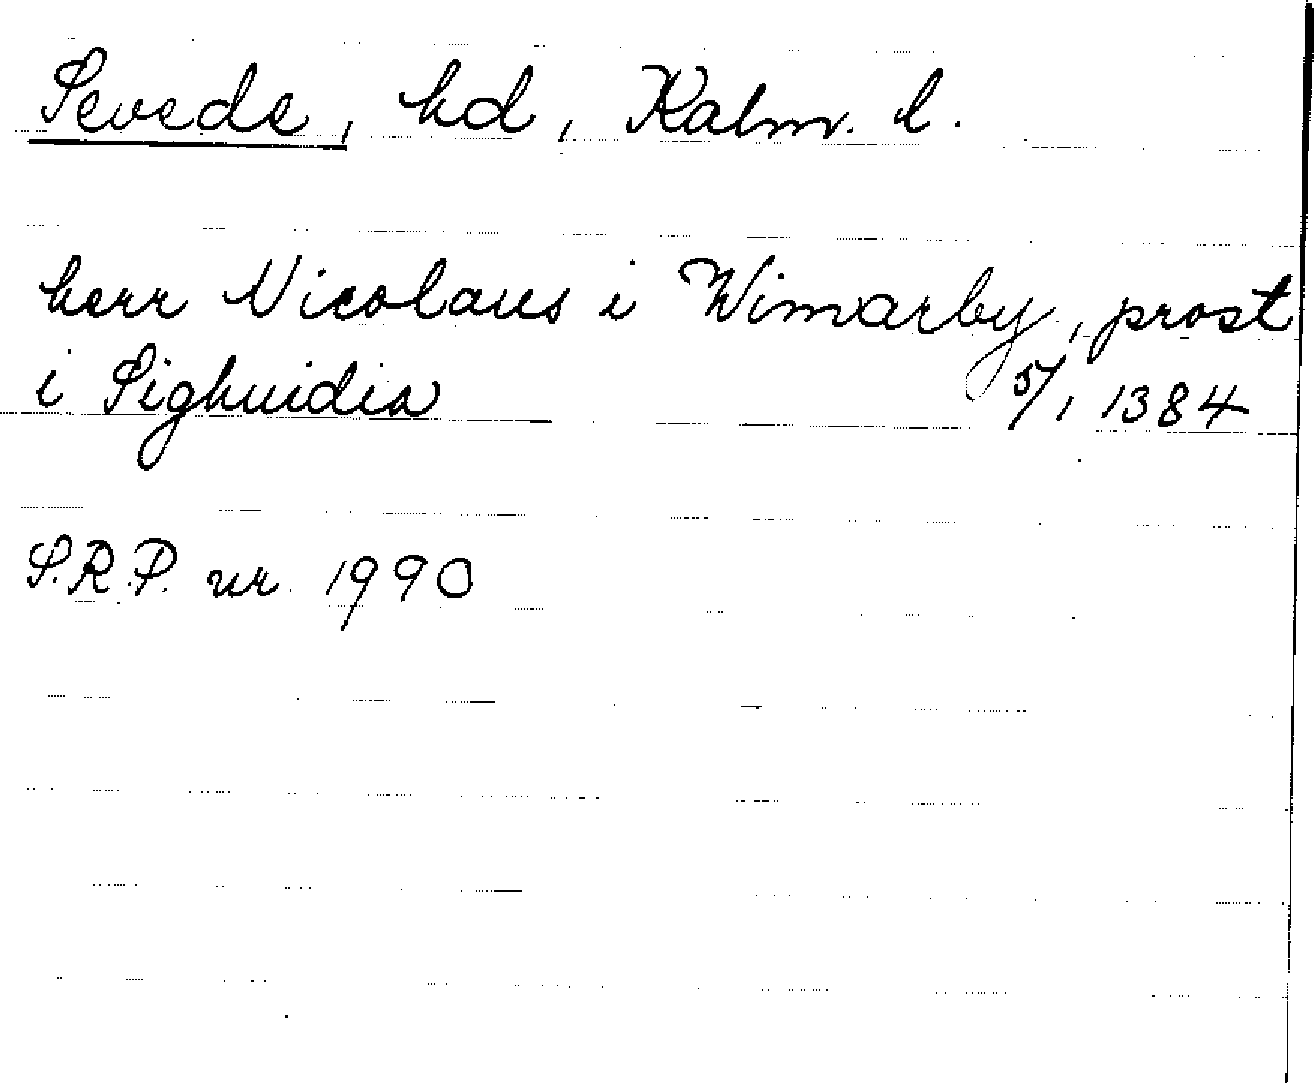 Sevede, hd, Kalm. l.
herr Nicolaus i Wimarby, prost
i Sighuidia 5/1 1384
S.R.P. nr. 1990